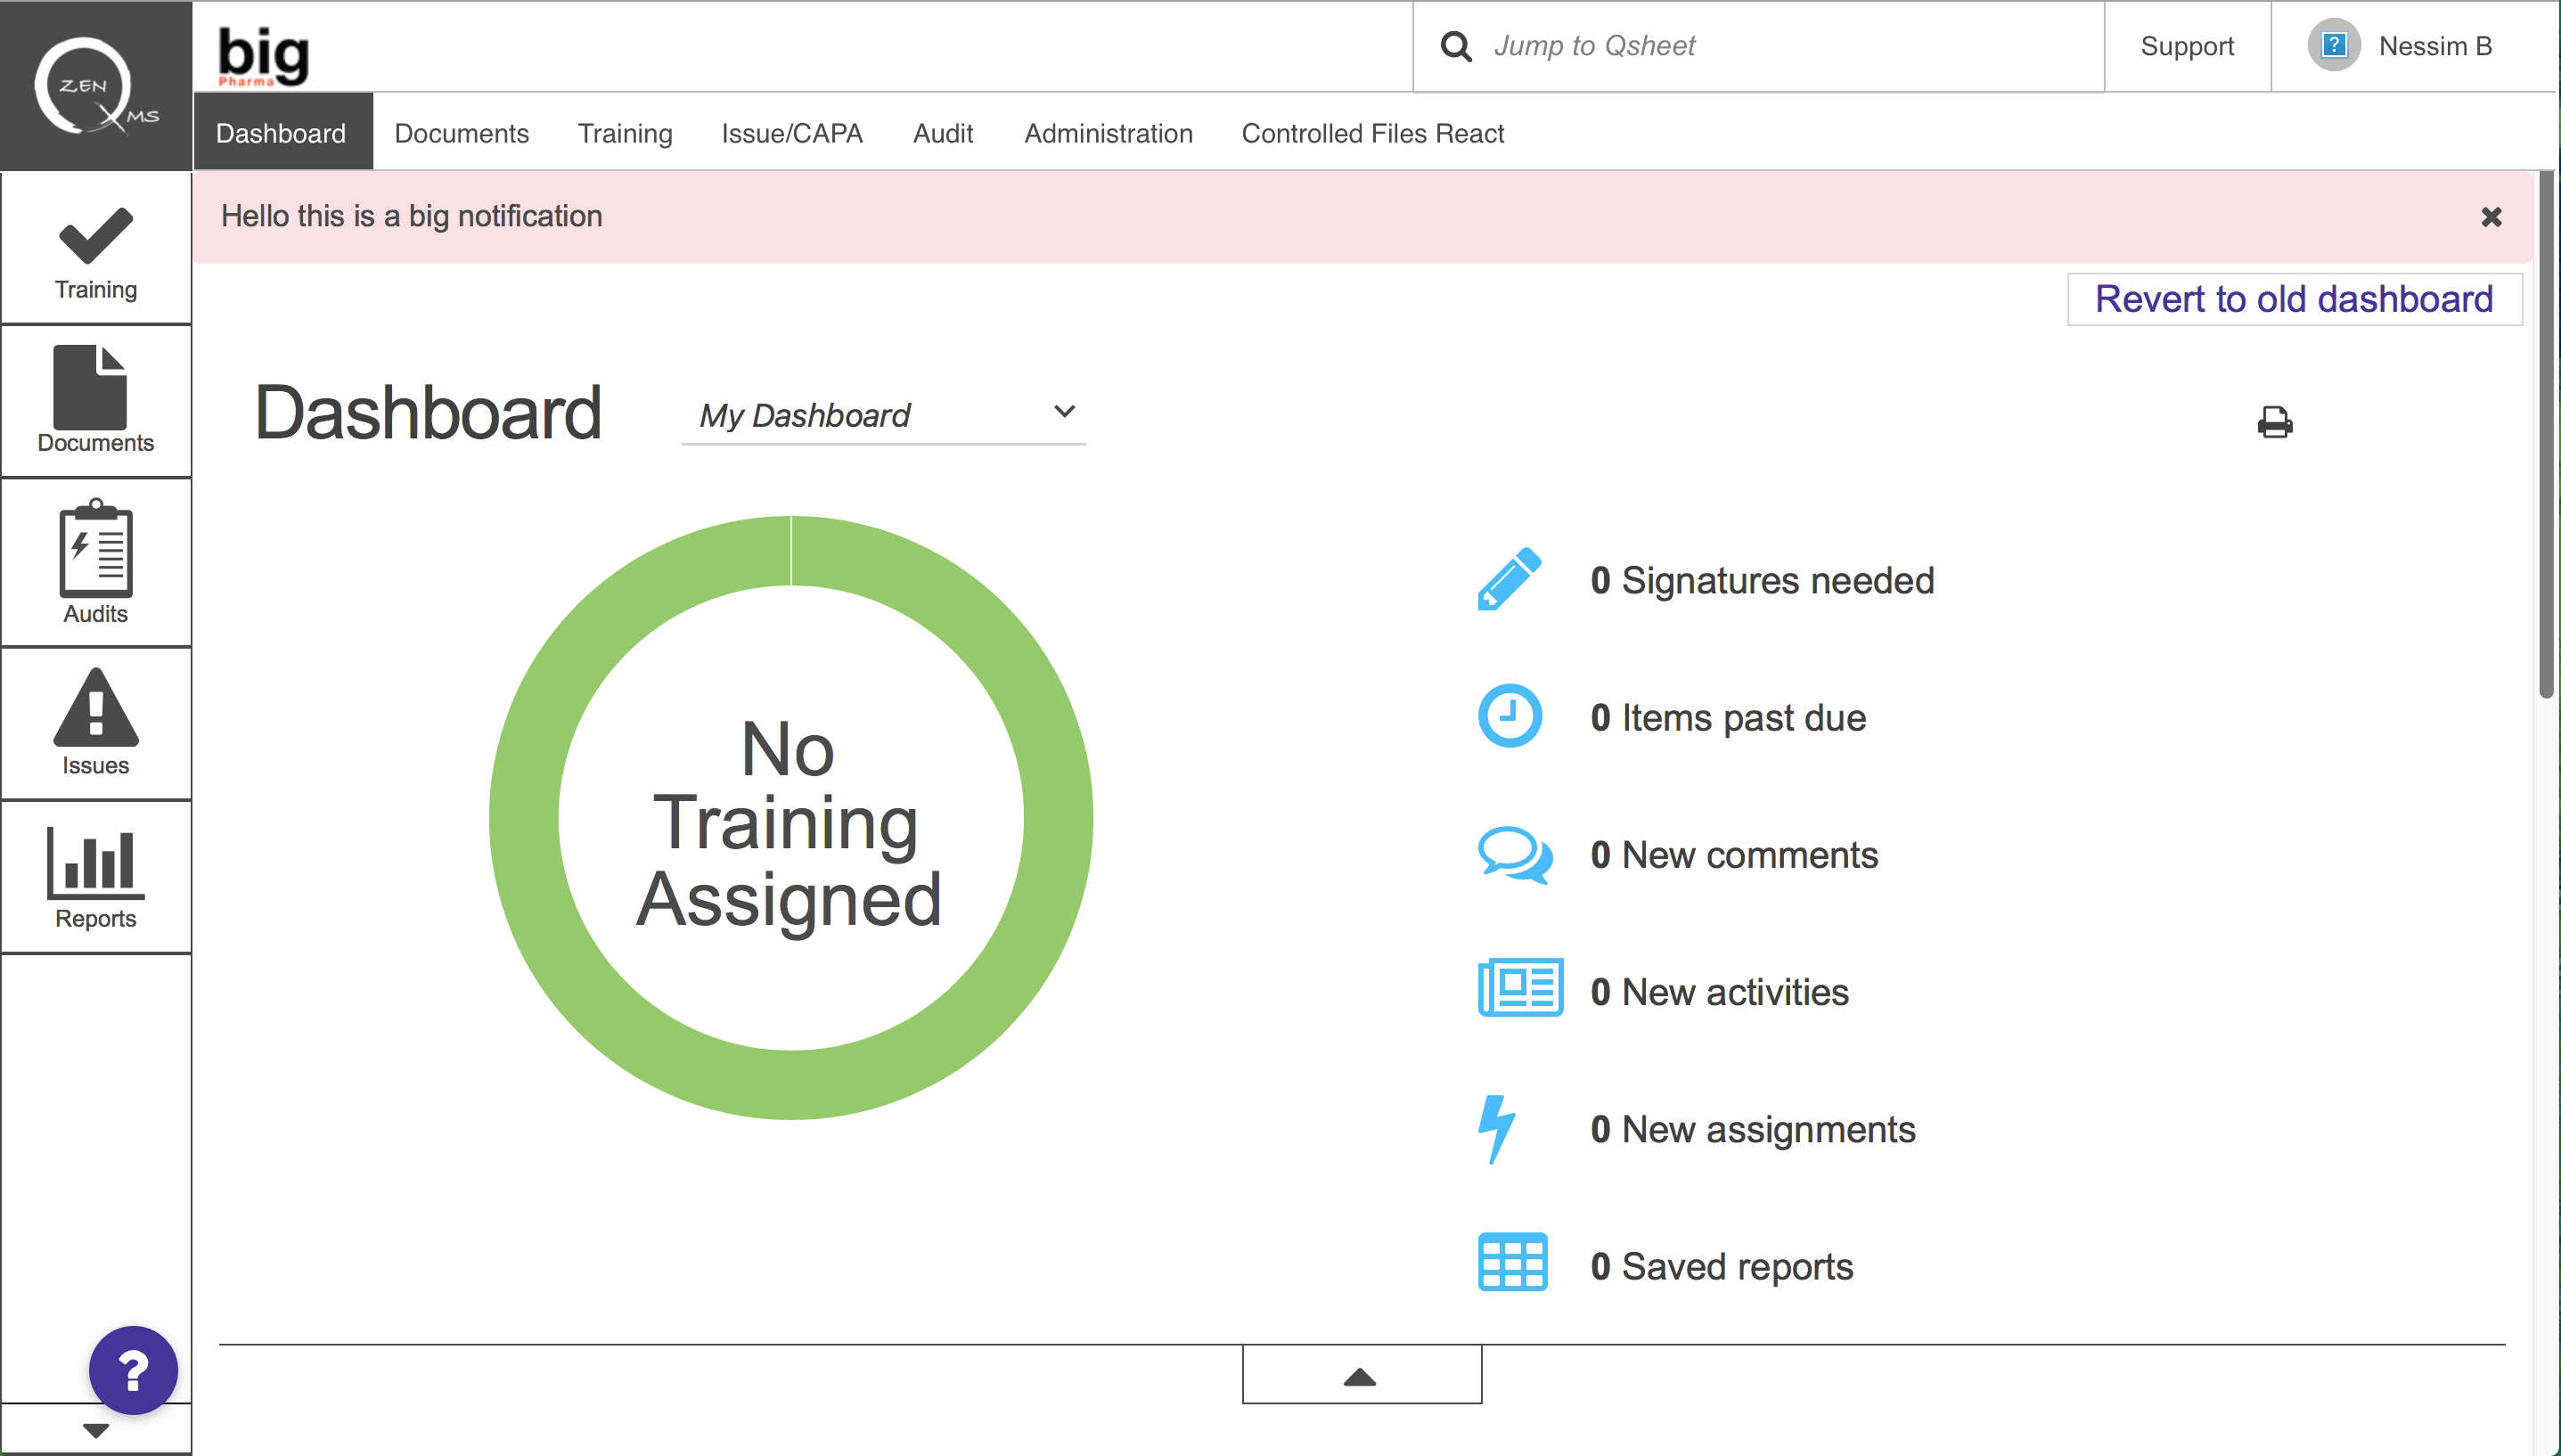 ZEN
QMS
big
Pharma
Jump to Qsheet
Support
?
Nessim B
Dashboard
Documents
Training
Issue/CAPA
Audit
Administration
Controlled Files React
Hello this is a big notification
Revert to old dashboard
Training
Documents
Audits
Issues
Reports
?
Dashboard
My Dashboard
No
Training
Assigned
0 Signatures needed
0 Items past due
0 New comments
0 New activities
0 New assignments
0 Saved reports